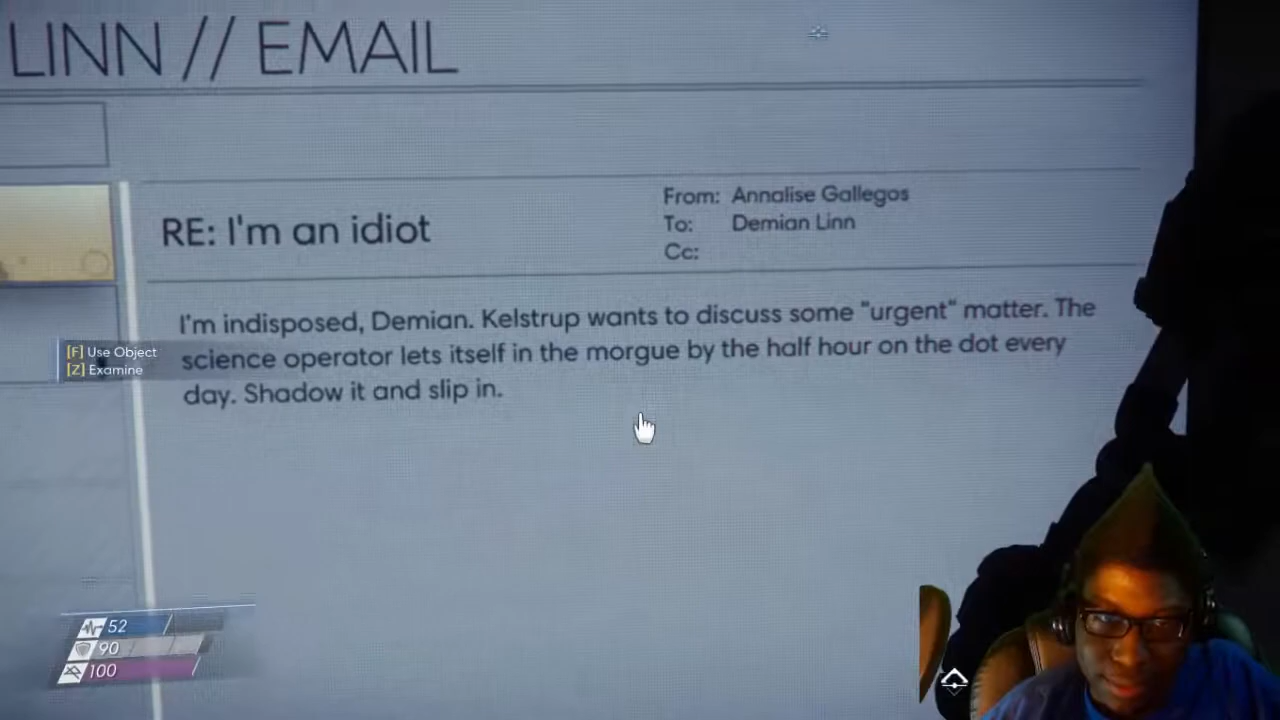 LINN // EMAIL
RE: I'm an idiot
From: Annalise Gallegos
To: Demian Linn
Cc:
I'm indisposed, Demian. Kelstrup wants to discuss some "urgent" matter. The
science operator lets itself in the morgue by the half hour on the dot every
day. Shadow it and slip in.
[F] Use Object
[Z] Examine
52
90
100